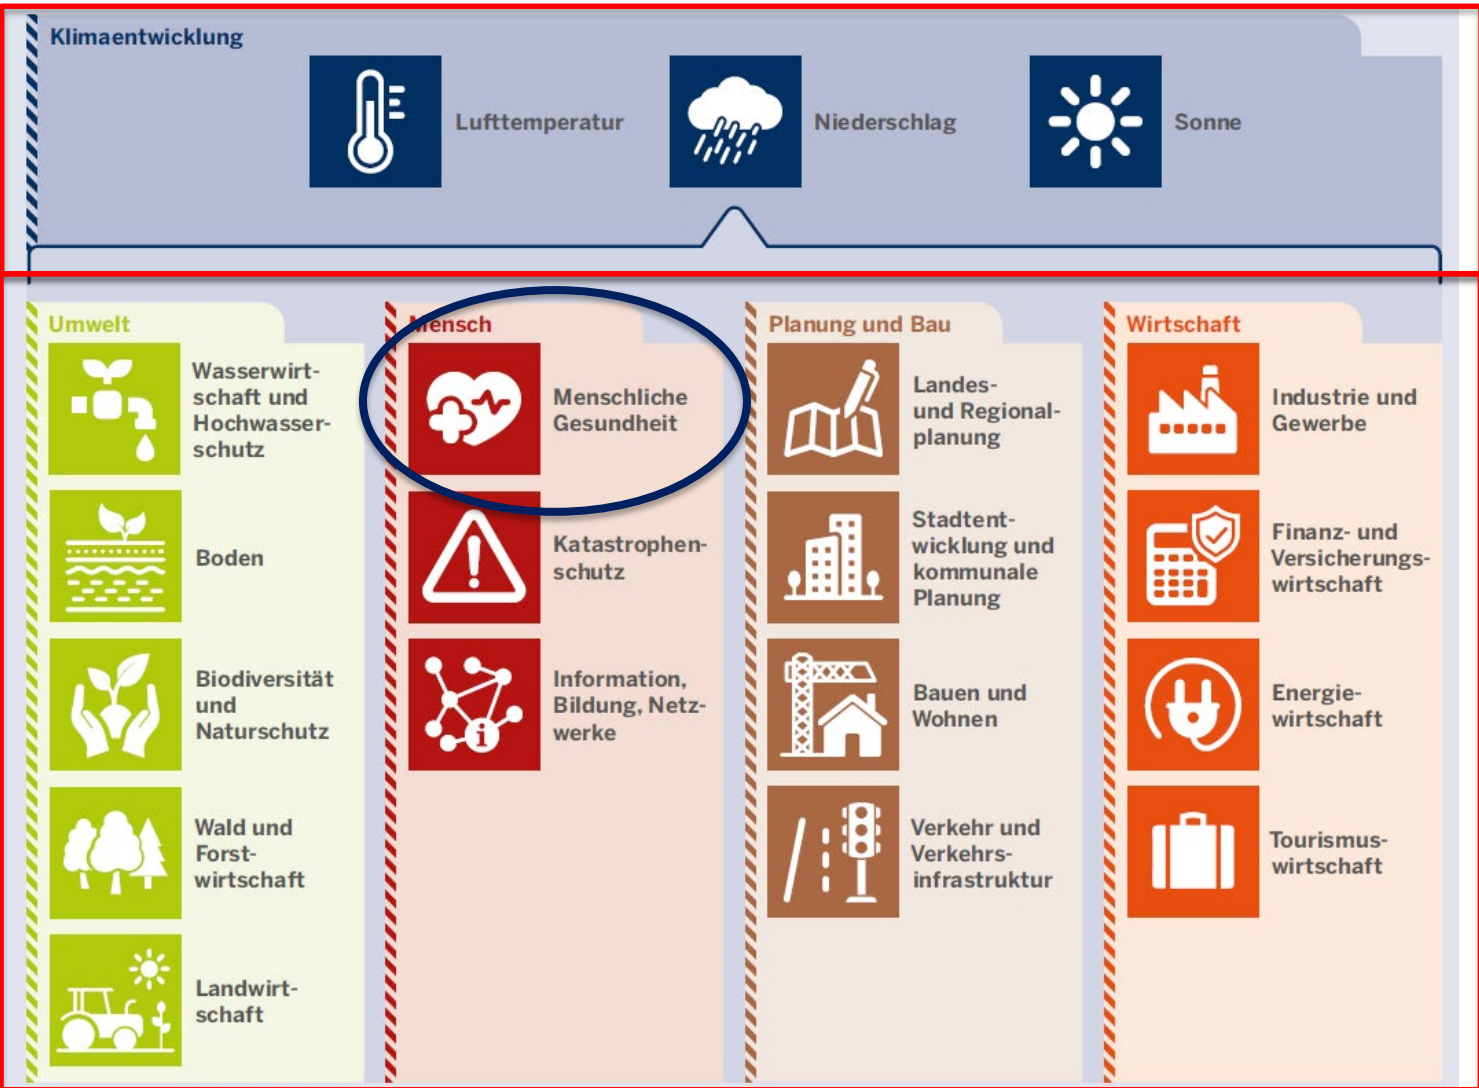 Klimaentwicklung
Lufttemperatur
Niederschlag
Sonne
Umwelt
Wasserwirt-
schaft und
Hochwasser-
schutz
Boden
Biodiversität
und
Naturschutz
Wald und
Forst-
wirtschaft
Landwirt-
schaft
Mensch
Menschliche
Gesundheit
Katastrophen-
schutz
Information,
Bildung, Netz-
werke
Planung und Bau
Landes-
und Regional-
planung
Stadtent-
wicklung und
kommunale
Planung
Bauen und
Wohnen
Verkehr und
Verkehrs-
infrastruktur
Wirtschaft
Industrie und
Gewerbe
Finanz- und
Versicherungs-
wirtschaft
Energie-
wirtschaft
Tourismus-
wirtschaft